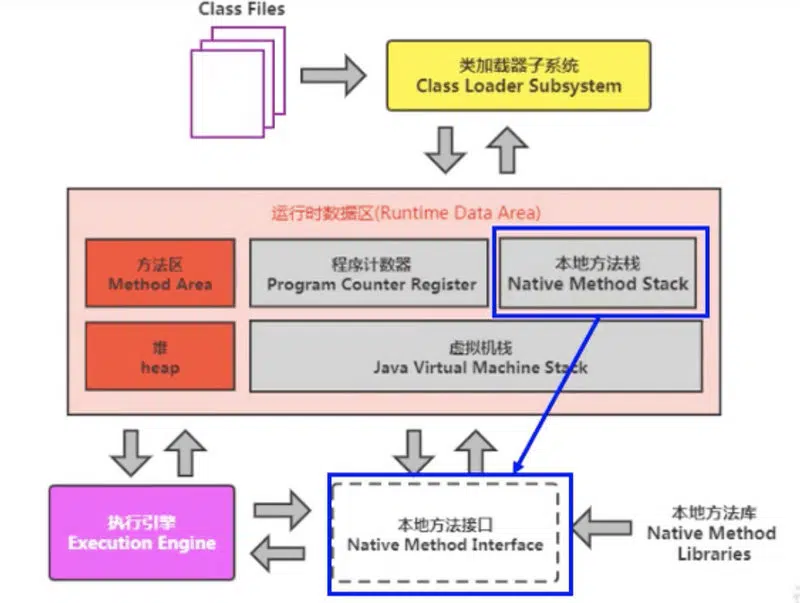 Class Files
类加载器子系统
Class Loader Subsystem
运行时数据区(Runtime Data Area)
方法区
Method Area
程序计数器
Program Counter Register
本地方法栈
Native Method Stack
堆
heap
虚拟机栈
Java Virtual Machine Stack
执行引擎
Execution Engine
本地方法接口
Native Method Interface
本地方法库
Native Method
Libraries